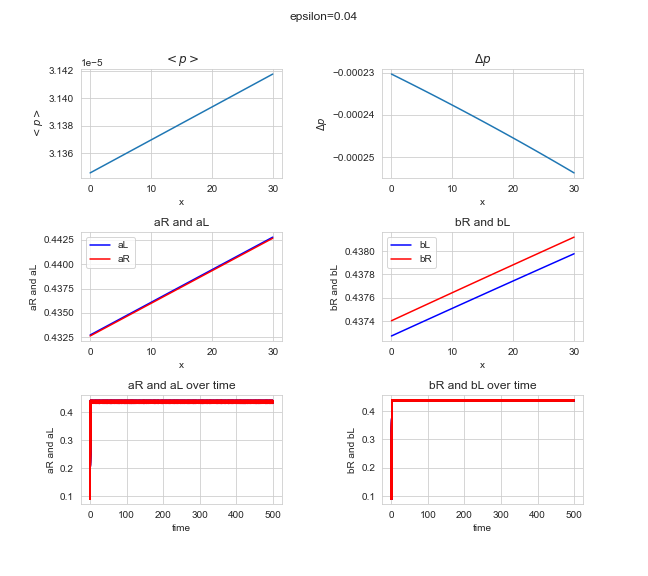 epsilon=0.04
<p>
1e−5
3.142
3.140
3.138
3.136
<p>
0
10
20
30
x
Δp
−0.00023
−0.00024
−0.00025
Δp
0
10
20
30
x
aR and aL
0.4425
0.4400
0.4375
0.4350
0.4325
aR and aL
aL
aR
0
10
20
30
x
bR and bL
0.4380
0.4378
0.4376
0.4374
bR and bL
bL
bR
0
10
20
30
x
aR and aL over time
0.4
0.3
0.2
0.1
aR and aL
0
100
200
300
400
500
time
bR and bL over time
0.4
0.3
0.2
0.1
bR and bL
0
100
200
300
400
500
time